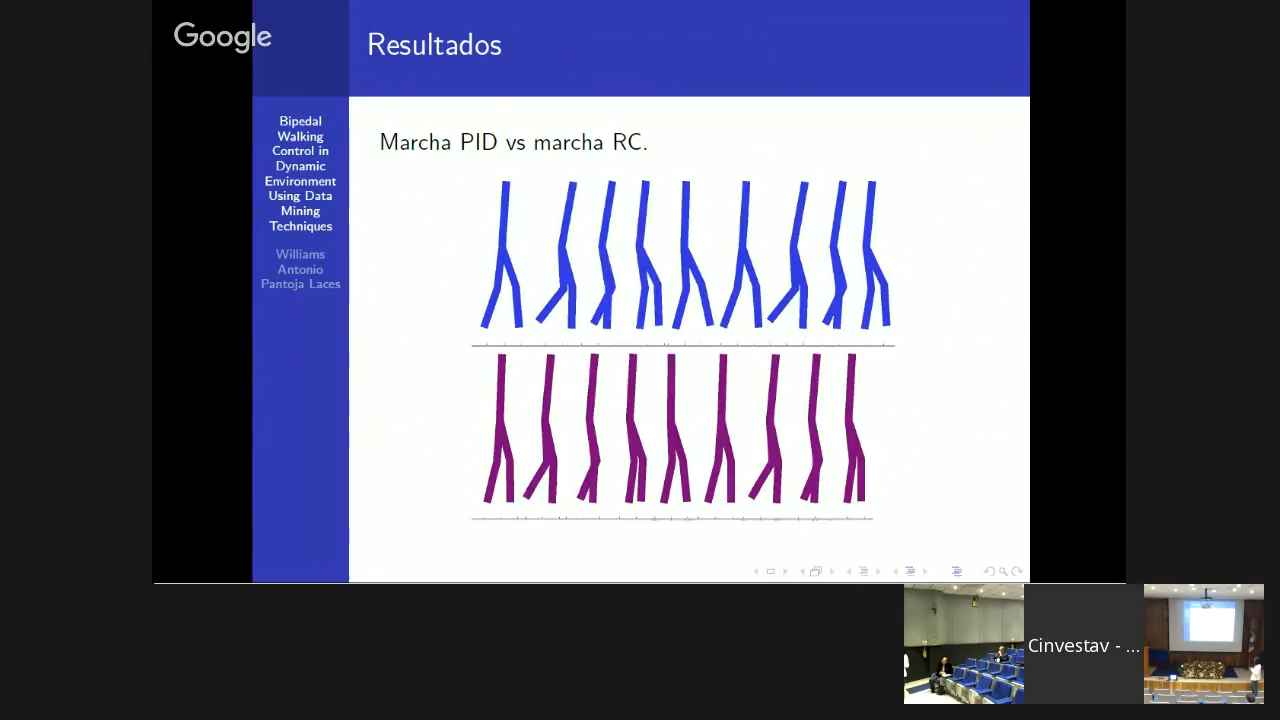 Google
Resultados
Bipedal
Walking
Control in
Dynamic
Environment
Using Data
Mining
Techniques
Williams
Antonio
Pantoja Laces
Marcha PID vs marcha RC.
Cinvestav - ...